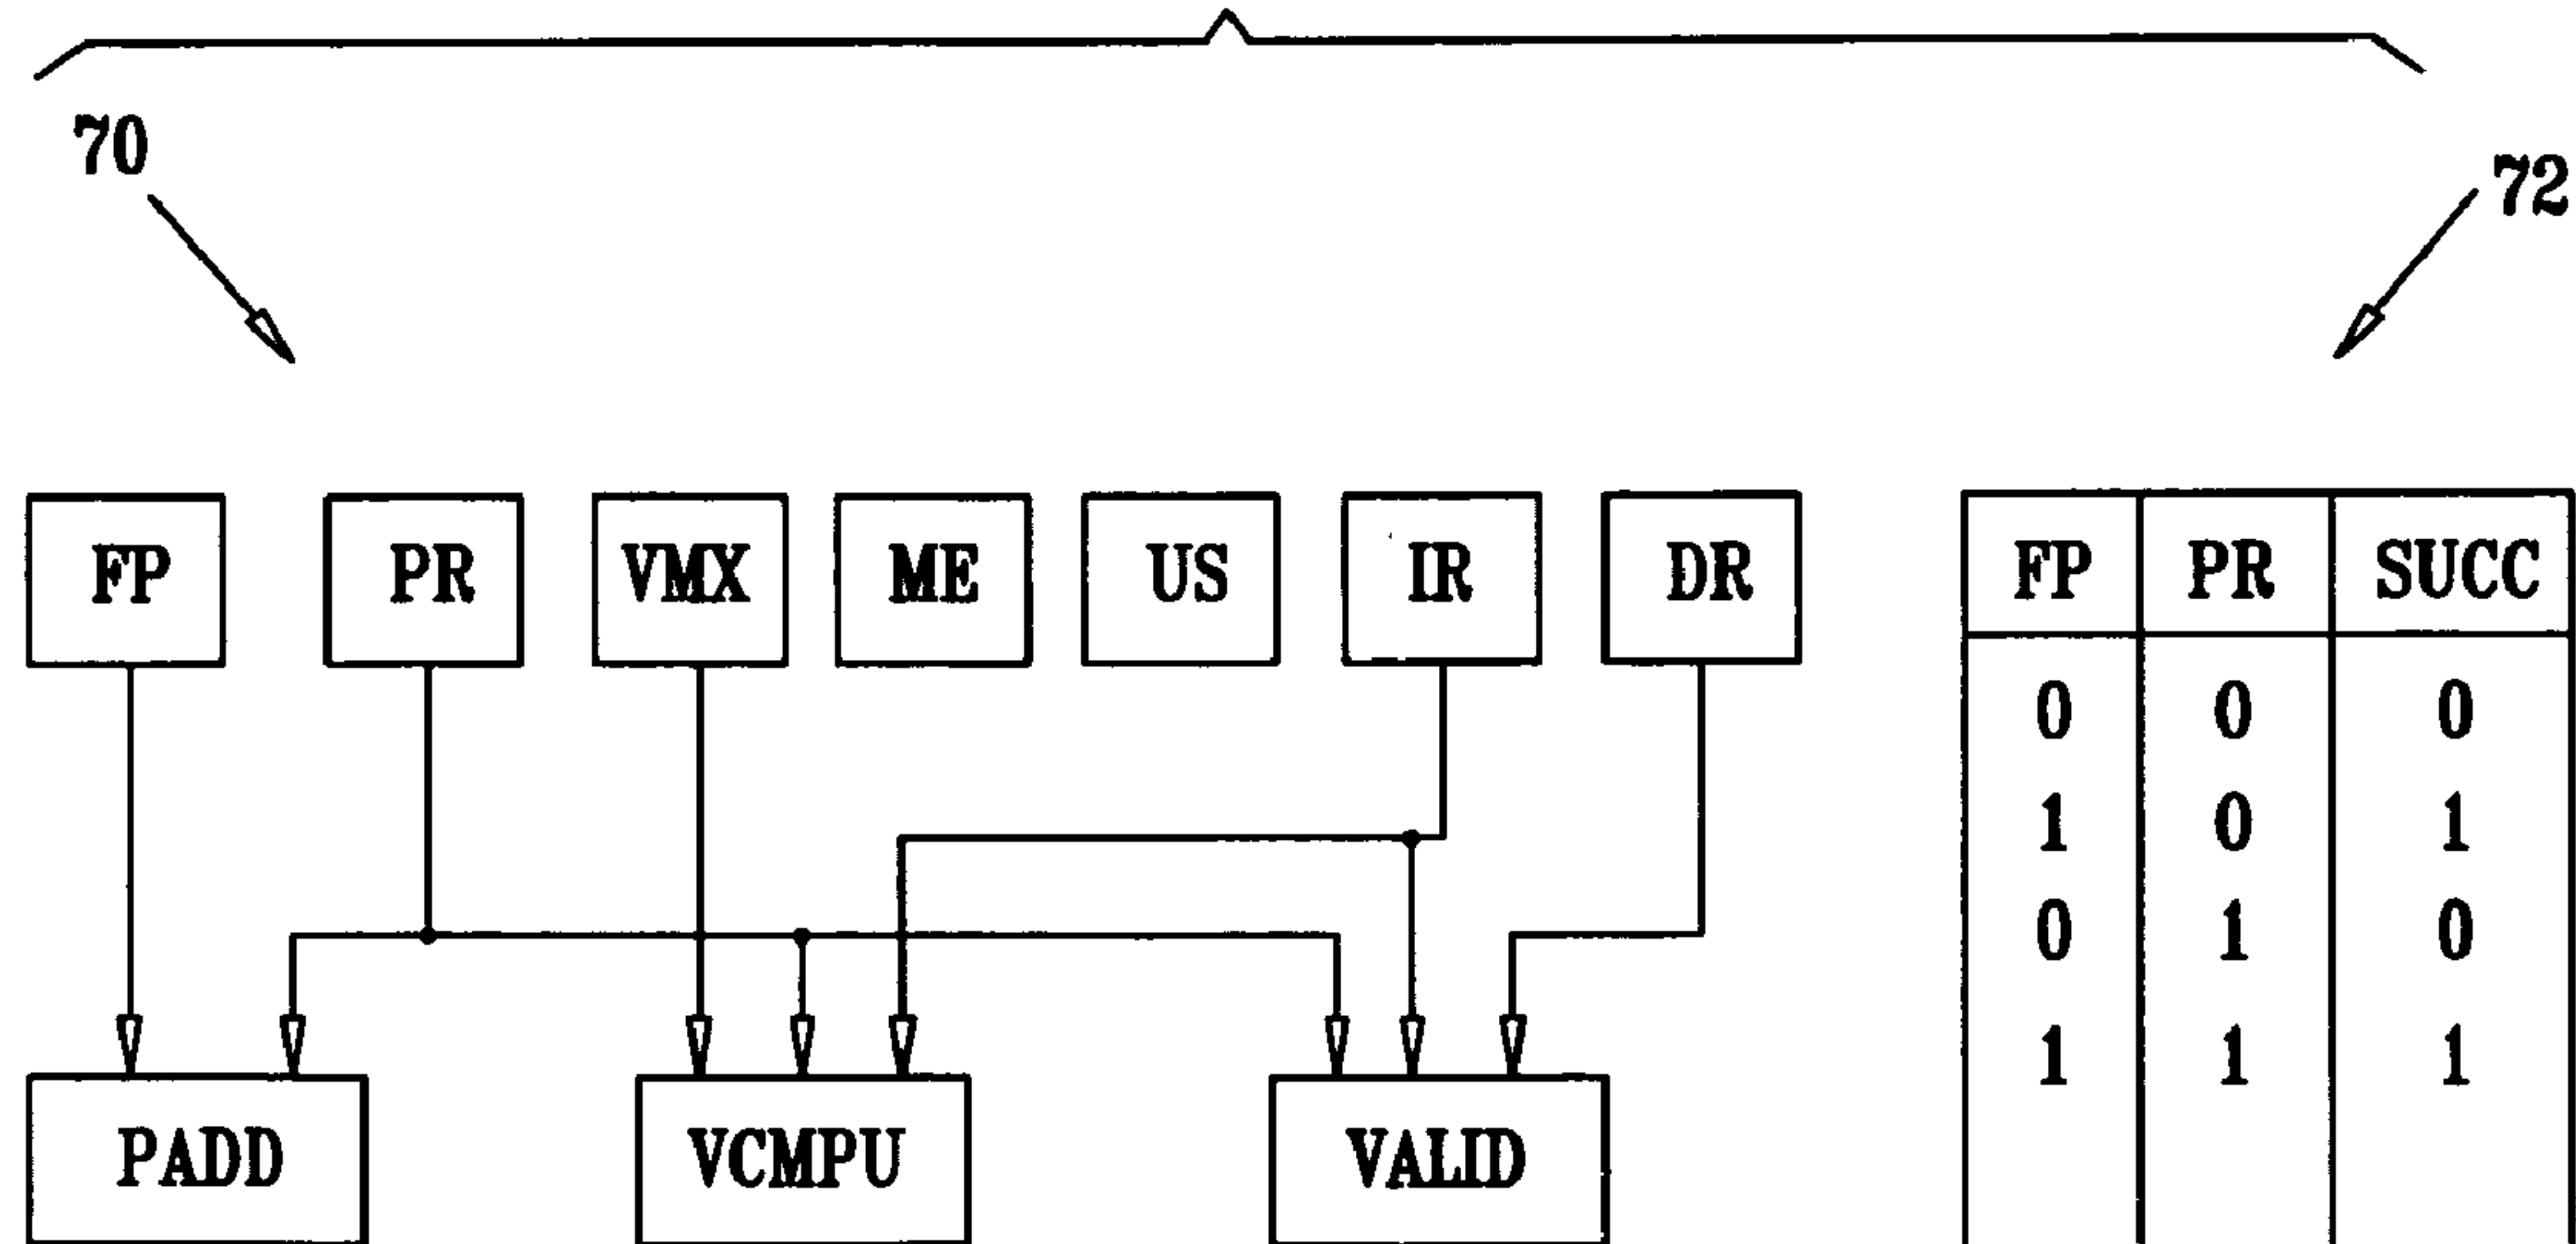 70
72
FP PR VMX ME US IR DR
FP PR SUCC
0 0 0
1 0 1
0 1 0
1 1 1
PADD VCMPU VALID